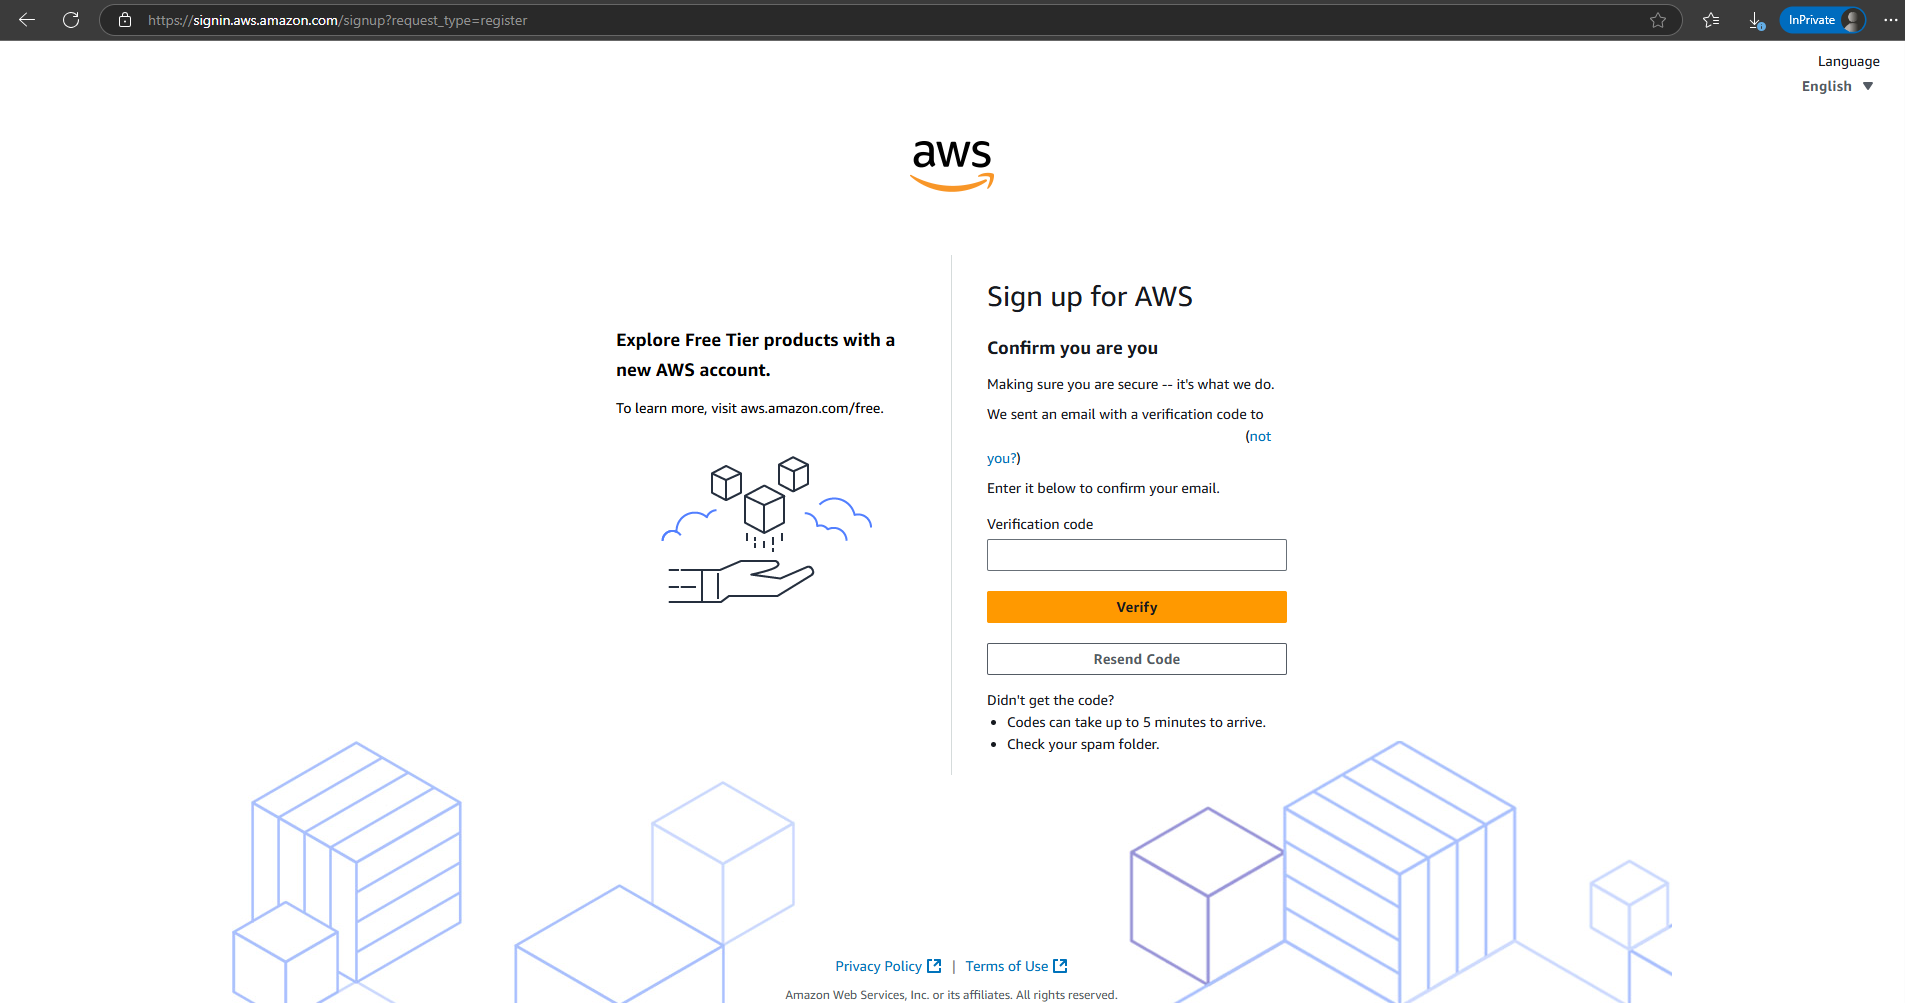 https://signin.aws.amazon.com/signup?request_type=register
InPrivate
Language
English
aws
Explore Free Tier products with a
new AWS account.
To learn more, visit aws.amazon.com/free.
Sign up for AWS
Confirm you are you
Making sure you are secure -- it's what we do.
We sent an email with a verification code to
(not
you?)
Enter it below to confirm your email.
Verification code
Verify
Resend Code
Didn't get the code?
• Codes can take up to 5 minutes to arrive.
• Check your spam folder.
Privacy Policy | Terms of Use
Amazon Web Services, Inc. or its affiliates. All rights reserved.